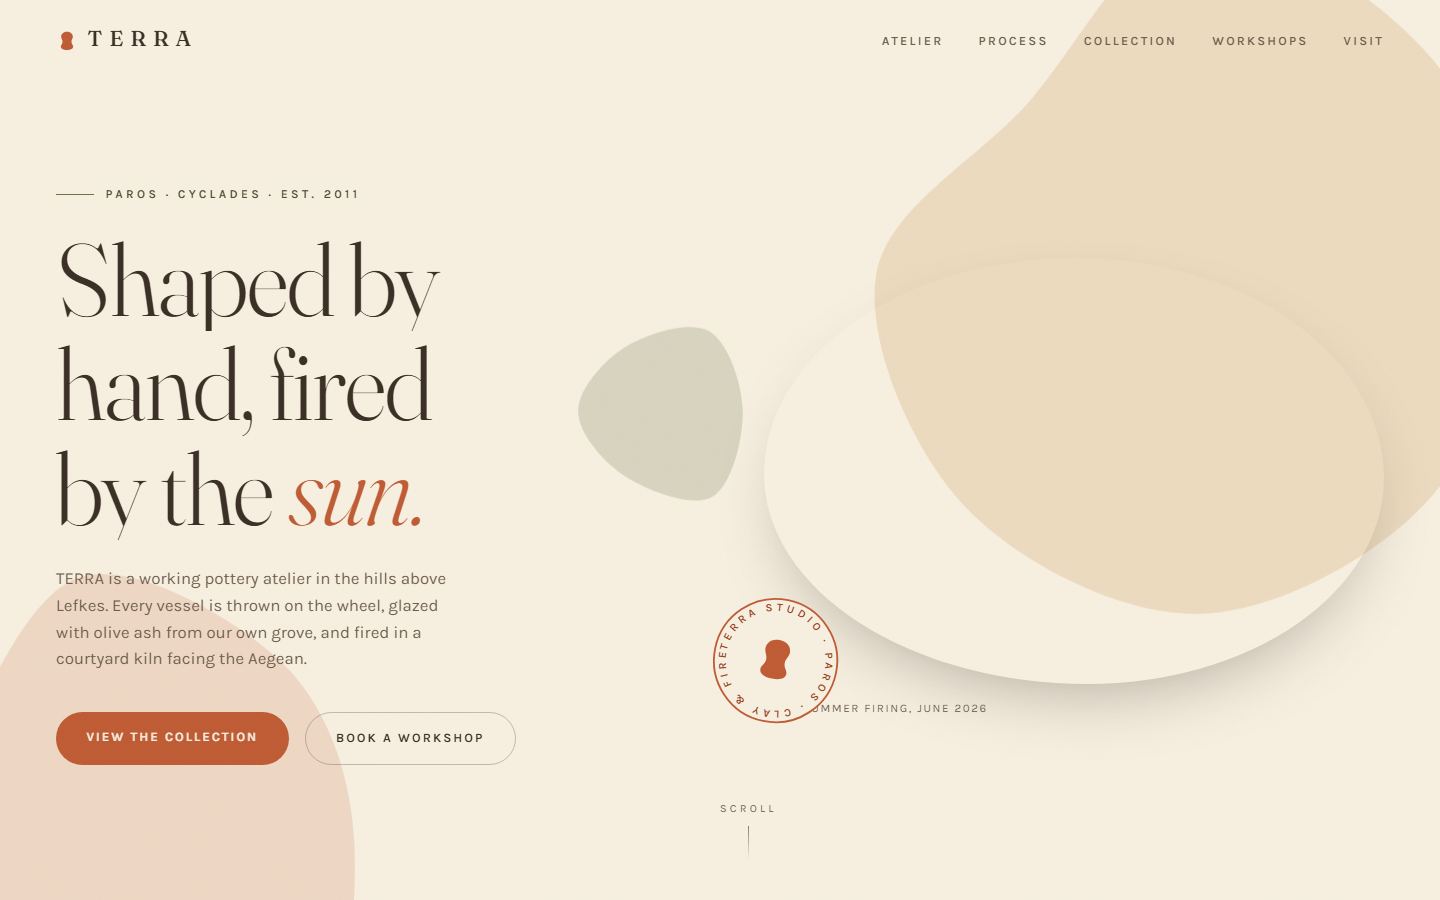 TERRA
ATELIER PROCESS COLLECTION WORKSHOPS VISIT
PAROS · CYCLADES · EST. 2011
Shaped by
hand, fired
by the sun.
TERRA is a working pottery atelier in the hills above
Lefkes. Every vessel is thrown on the wheel, glazed
with olive ash from our own grove, and fired in a
courtyard kiln facing the Aegean.
VIEW THE COLLECTION
BOOK A WORKSHOP
TERRA STUDIO · PAROS · CLAY & FIRE
FIRING, JUNE 2026
SCROLL